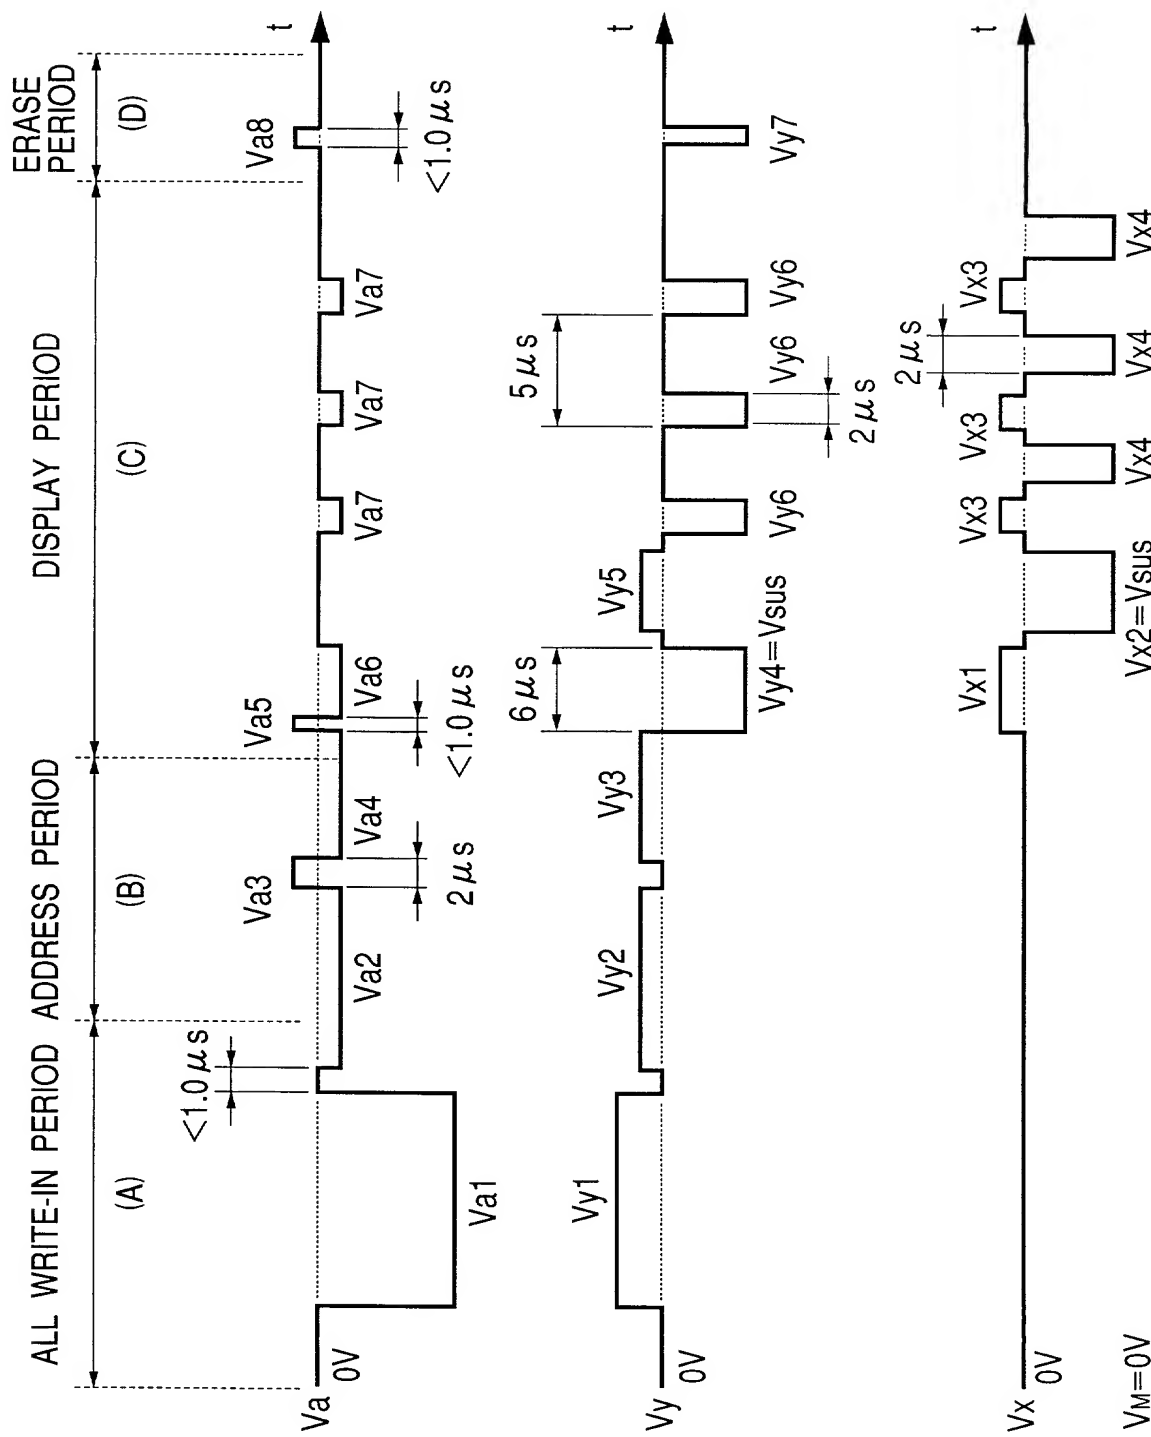 ALL WRITE-IN PERIOD
ADDRESS PERIOD
DISPLAY PERIOD
ERASE
PERIOD
(A)
(B)
(C)
(D)
Va
0V
Va1
<1.0μs
Va2
Va3
2μs
Va4
Va5
<1.0μs
Va6
Va7
Va7
Va7
Va8
<1.0μs
t
Vy
0V
Vy1
Vy2
Vy3
6μs
Vy4=Vsus
Vy5
Vy6
5μs
Vy6
2μs
Vy6
Vy7
t
Vx
0V
Vx1
Vx2=Vsus
Vx3
Vx4
Vx3
2μs
Vx4
Vx3
Vx4
t
VM=0V